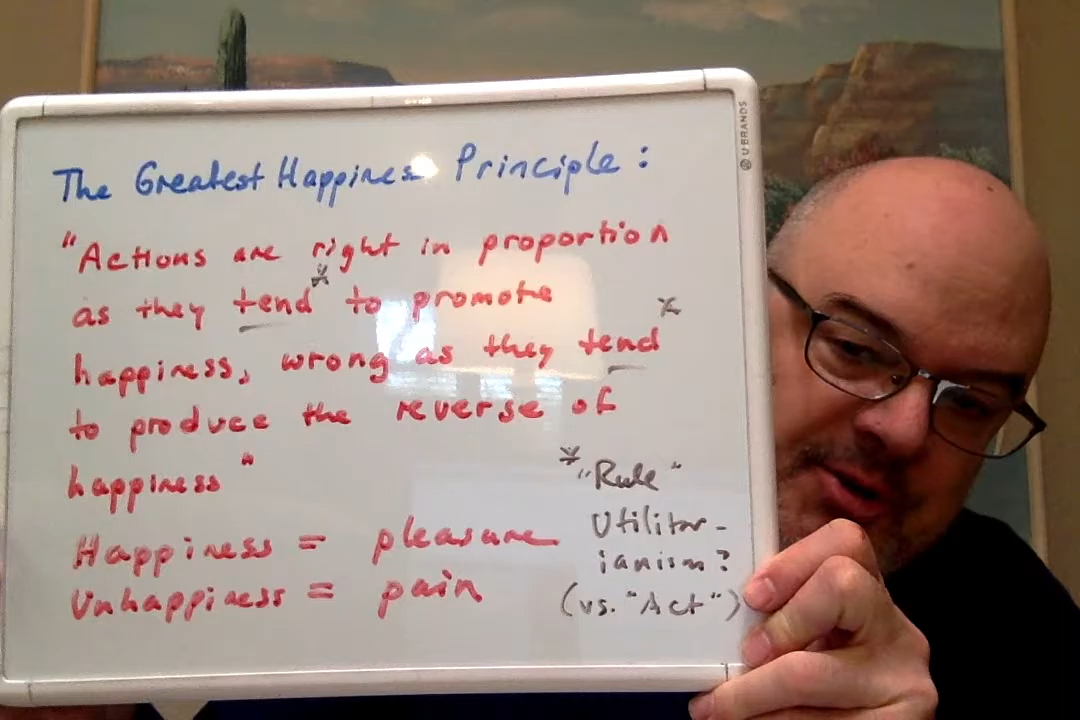 The Greatest Happiness Principle:
"Actions are right in proportion
as they tend* to promote
happiness, wrong as they tend*
to produce the reverse of
happiness"
Happiness = pleasure
Unhappiness = pain
*"Rule"
Utilitar-
ianism?
(vs. "Act")
U BRANDS